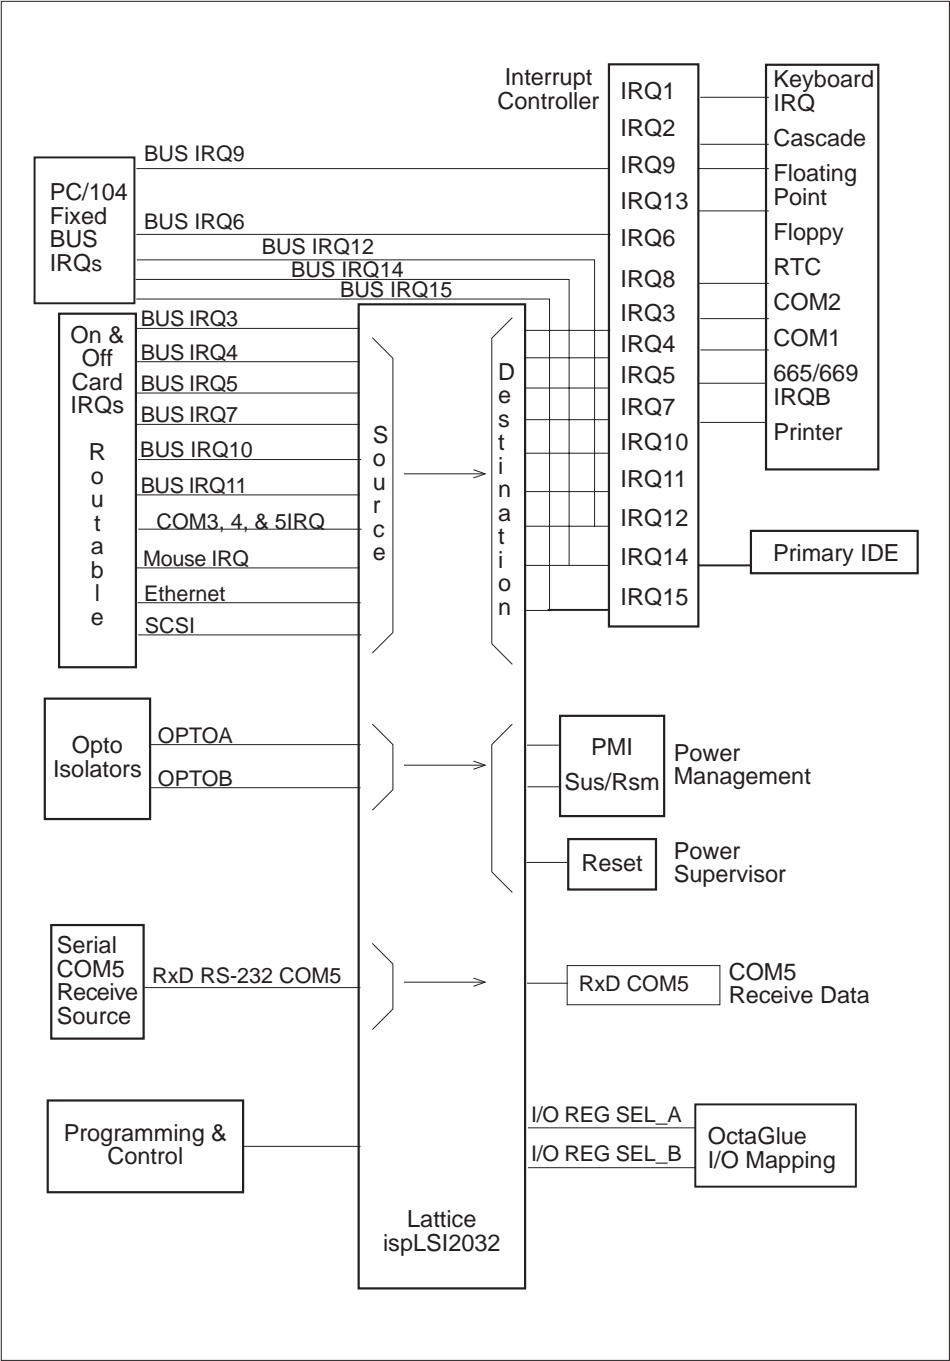 Interrupt
Controller
IRQ1
IRQ2
IRQ9
IRQ13
IRQ6
IRQ8
IRQ3
IRQ4
IRQ5
IRQ7
IRQ10
IRQ11
IRQ12
IRQ14
IRQ15
Keyboard
IRQ
Cascade
Floating
Point
Floppy
RTC
COM2
COM1
665/669
IRQB
Printer
Primary IDE
PC/104
Fixed
BUS
IRQs
BUS IRQ9
BUS IRQ6
BUS IRQ12
BUS IRQ14
BUS IRQ15
On &
Off
Card
IRQs
Routable
BUS IRQ3
BUS IRQ4
BUS IRQ5
BUS IRQ7
BUS IRQ10
BUS IRQ11
COM3, 4, & 5IRQ
Mouse IRQ
Ethernet
SCSI
Source
Destination
Opto
Isolators
OPTOA
OPTOB
PMI
Sus/Rsm
Power
Management
Reset
Power
Supervisor
Serial
COM5
Receive
Source
RxD RS-232 COM5
RxD COM5
COM5
Receive Data
Programming &
Control
I/O REG SEL_A
I/O REG SEL_B
OctaGlue
I/O Mapping
Lattice
ispLSI2032